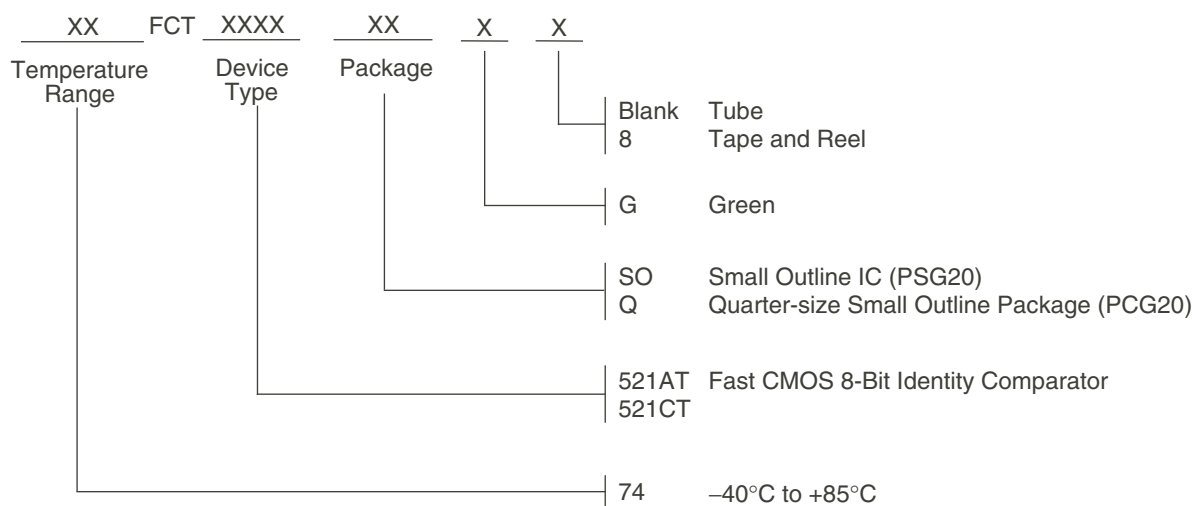 XX FCT XXXX XX X X
Temperature Range
Device Type
Package
Blank Tube
8 Tape and Reel
G Green
SO Small Outline IC (PSG20)
Q Quarter-size Small Outline Package (PCG20)
521AT Fast CMOS 8-Bit Identity Comparator
521CT
74 –40°C to +85°C